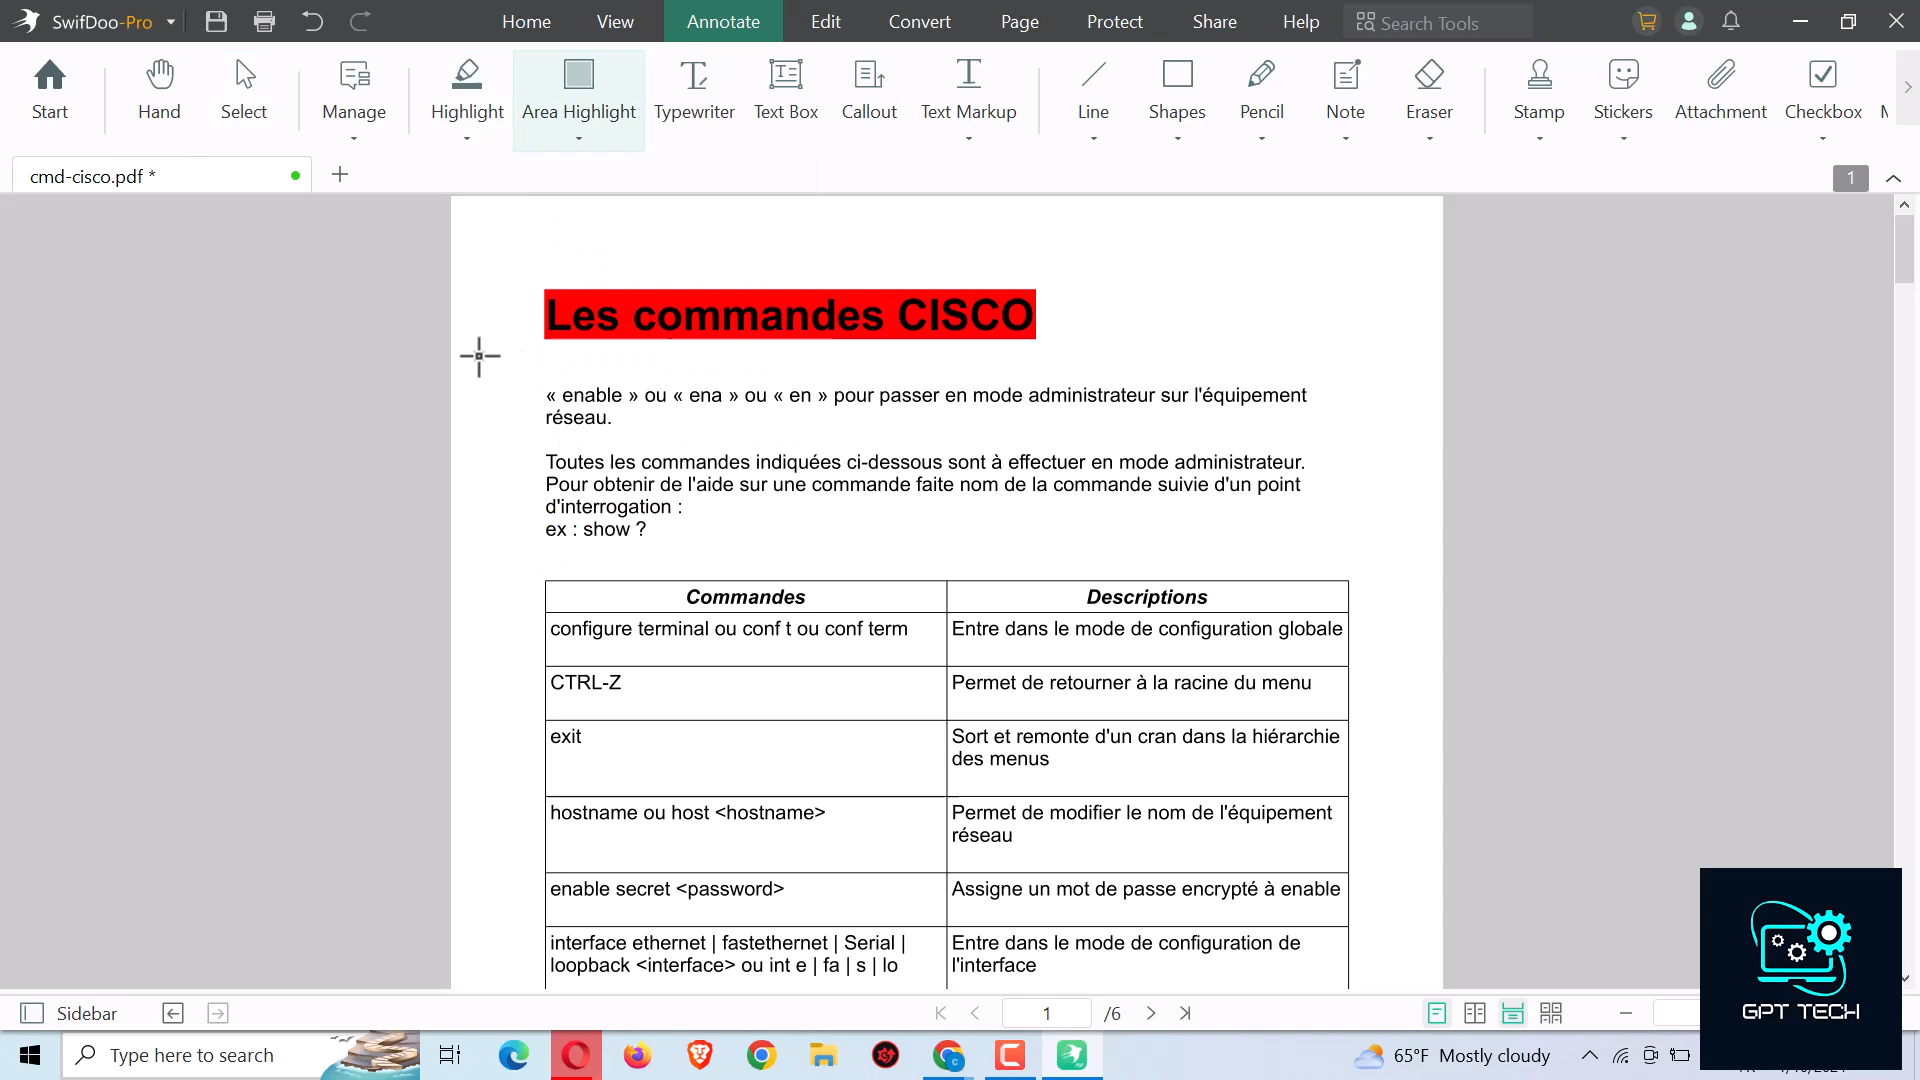 SwifDoo-Pro
Home
View
Annotate
Edit
Convert
Page
Protect
Share
Help
Search Tools
Start
Hand
Select
Manage
Highlight
Area Highlight
Typewriter
Text Box
Callout
Text Markup
Line
Shapes
Pencil
Note
Eraser
Stamp
Stickers
Attachment
Checkbox
cmd-cisco.pdf *
1
Les commandes CISCO
« enable » ou « ena » ou « en » pour passer en mode administrateur sur l'équipement
réseau.
Toutes les commandes indiquées ci-dessous sont à effectuer en mode administrateur.
Pour obtenir de l'aide sur une commande faite nom de la commande suivie d'un point
d'interrogation :
ex : show ?
Commandes
Descriptions
configure terminal ou conf t ou conf term
Entre dans le mode de configuration globale
CTRL-Z
Permet de retourner à la racine du menu
exit
Sort et remonte d'un cran dans la hiérarchie
des menus
hostname ou host <hostname>
Permet de modifier le nom de l'équipement
réseau
enable secret <password>
Assigne un mot de passe encrypté à enable
interface ethernet | fastethernet | Serial |
loopback <interface> ou int e | fa | s | lo
Entre dans le mode de configuration de
l'interface
GPT TECH
Sidebar
1
/6
Type here to search
65°F Mostly cloudy